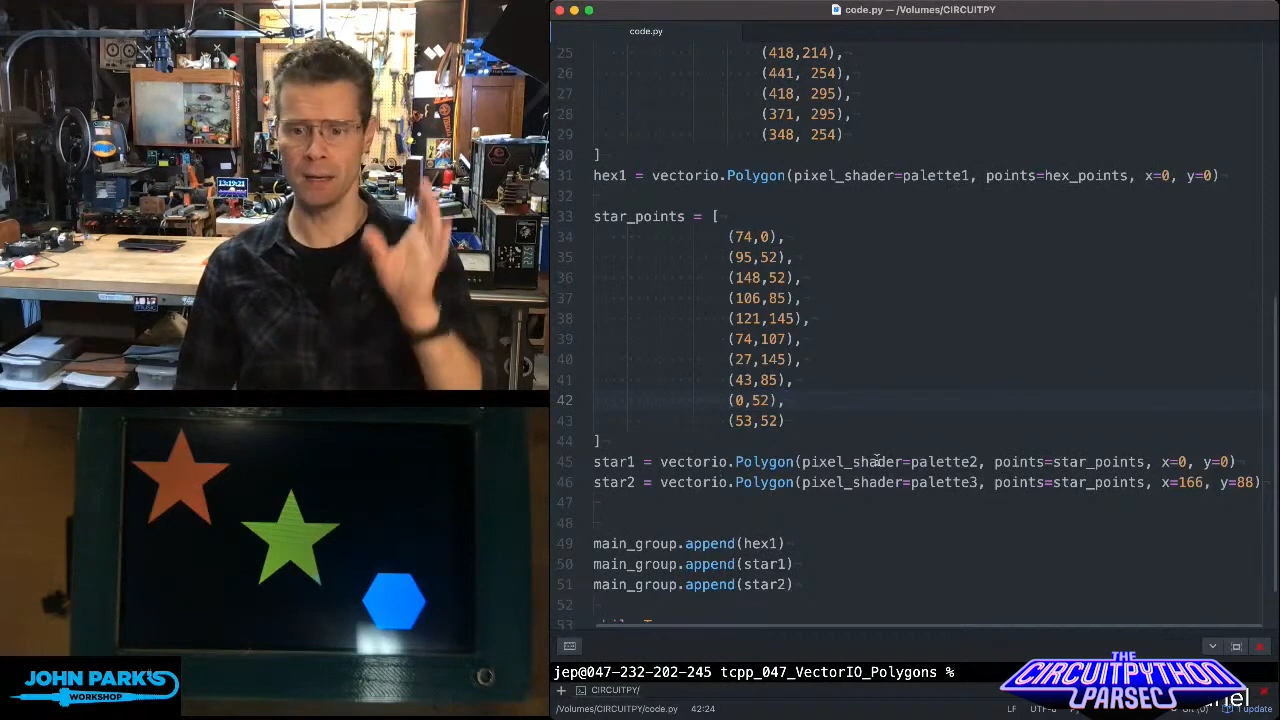 code.py — /Volumes/CIRCUITPY
code.py
25 (418,214),
26 (441, 254),
27 (418, 295),
28 (371, 295),
29 (348, 254)
30 ]
31 hex1 = vectorio.Polygon(pixel_shader=palette1, points=hex_points, x=0, y=0)
32
33 star_points = [
34 (74,0),
35 (95,52),
36 (148,52),
37 (106,85),
38 (121,145),
39 (74,107),
40 (27,145),
41 (43,85),
42 (0,52),
43 (53,52)
44 ]
45 star1 = vectorio.Polygon(pixel_shader=palette2, points=star_points, x=0, y=0)
46 star2 = vectorio.Polygon(pixel_shader=palette3, points=star_points, x=166, y=88)
47
48
49 main_group.append(hex1)
50 main_group.append(star1)
51 main_group.append(star2)
52
53
13:19:21
JOHN PARK'S
WORKSHOP
jep@047-232-202-245 tcpp_047_VectorIO_Polygons %
CIRCUITPY/
/Volumes/CIRCUITPY/code.py 42:24
LF
1 update
THE
CIRCUITPYTHON
PARSEC